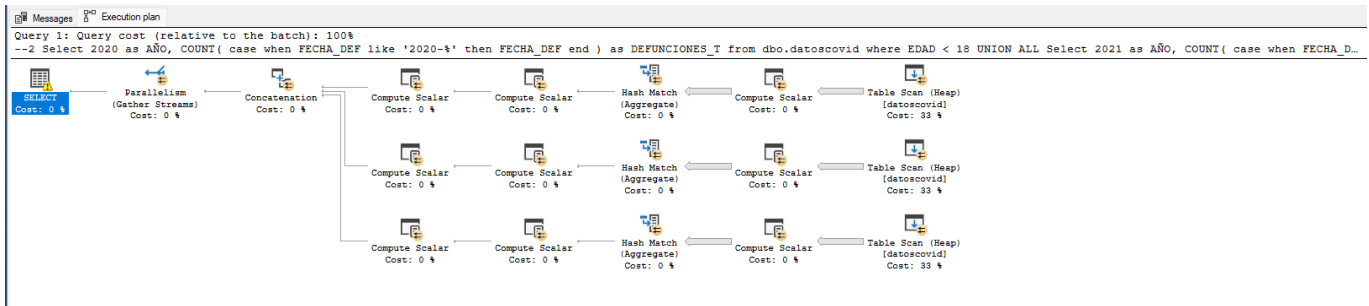 Messages Execution plan
Query 1: Query cost (relative to the batch): 100%
--2 Select 2020 as AÑO, COUNT( case when FECHA_DEF like '2020-%' then FECHA_DEF end ) as DEFUNCIONES_T from dbo.datoscovid where EDAD < 18 UNION ALL Select 2021 as AÑO, COUNT( case when FECHA_D…
SELECT
Cost: 0 %
Parallelism
(Gather Streams)
Cost: 0 %
Concatenation
Cost: 0 %
Compute Scalar
Cost: 0 %
Compute Scalar
Cost: 0 %
Hash Match
(Aggregate)
Cost: 0 %
Compute Scalar
Cost: 0 %
Table Scan (Heap)
[datoscovid]
Cost: 33 %
Compute Scalar
Cost: 0 %
Compute Scalar
Cost: 0 %
Hash Match
(Aggregate)
Cost: 0 %
Compute Scalar
Cost: 0 %
Table Scan (Heap)
[datoscovid]
Cost: 33 %
Compute Scalar
Cost: 0 %
Compute Scalar
Cost: 0 %
Hash Match
(Aggregate)
Cost: 0 %
Compute Scalar
Cost: 0 %
Table Scan (Heap)
[datoscovid]
Cost: 33 %